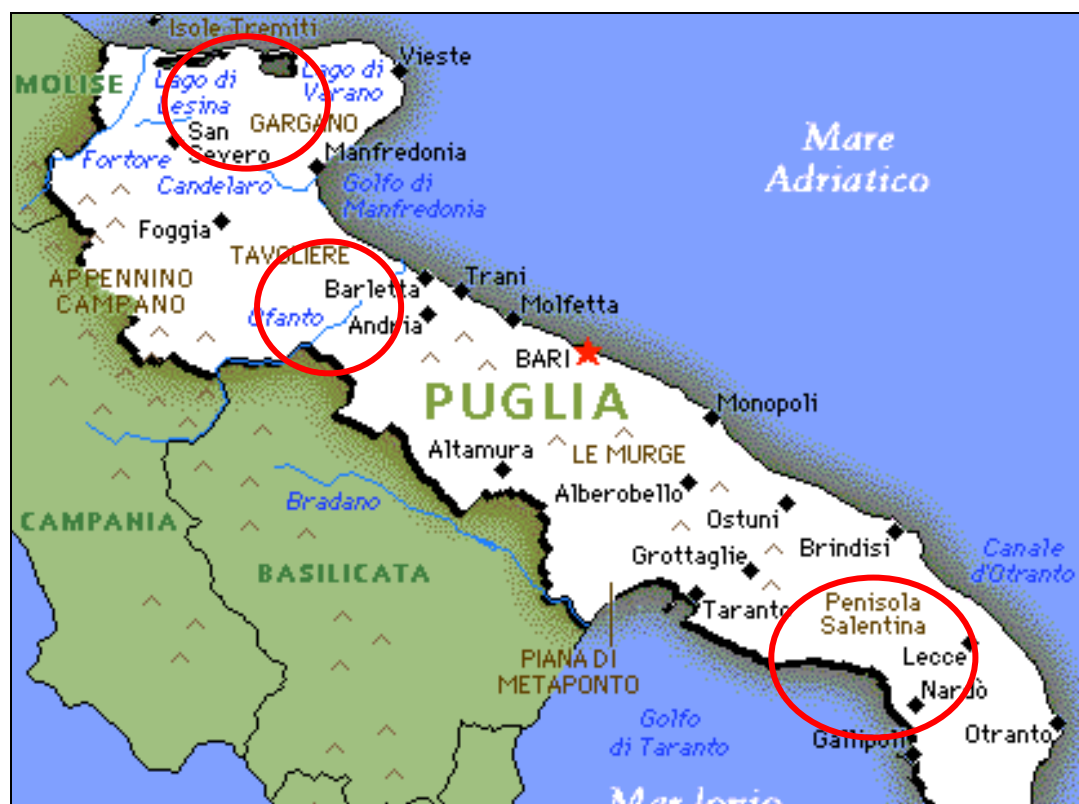 Isole Tremiti
MOLISE
Lago di
Lesina
Lago di
Varano
Vieste
GARGANO
San
Severo
Fortore
Manfredonia
Candelaro
Golfo di
Manfredonia
Mare
Adriatico
Foggia
TAVOLIERE
APPENNINO
CAMPANO
Barletta
Trani
Ofanto
Andria
Molfetta
BARI
PUGLIA
Monopoli
Altamura
LE MURGE
Alberobello
Bradano
Ostuni
CAMPANIA
Brindisi
Canale
d'Otranto
Grottaglie
BASILICATA
Taranto
Penisola
Salentina
Lecce
PIANA DI
METAPONTO
Nardò
Golfo
di Taranto
Gallipoli
Otranto
Mar Ionio